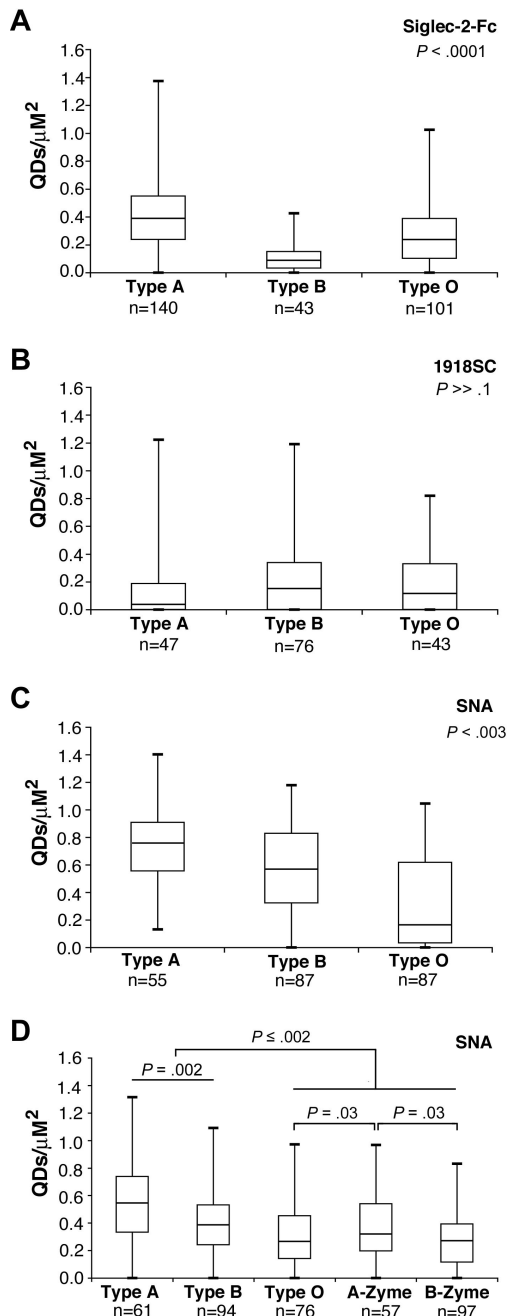 A
Siglec-2-Fc
P < .0001
QDs/μM2
1.6
1.4
1.2
1.0
0.8
0.6
0.4
0.2
0.0
Type A Type B Type O
n=140 n=43 n=101
B
1918SC
P >> .1
QDs/μM2
1.6
1.4
1.2
1.0
0.8
0.6
0.4
0.2
0.0
Type A Type B Type O
n=47 n=76 n=43
C
SNA
P < .003
QDs/μM2
1.6
1.4
1.2
1.0
0.8
0.6
0.4
0.2
0.0
Type A Type B Type O
n=55 n=87 n=87
D
SNA
P ≤ .002
P = .002
P = .03 P = .03
QDs/μM2
1.6
1.4
1.2
1.0
0.8
0.6
0.4
0.2
0.0
Type A Type B Type O A-Zyme B-Zyme
n=61 n=94 n=76 n=57 n=97